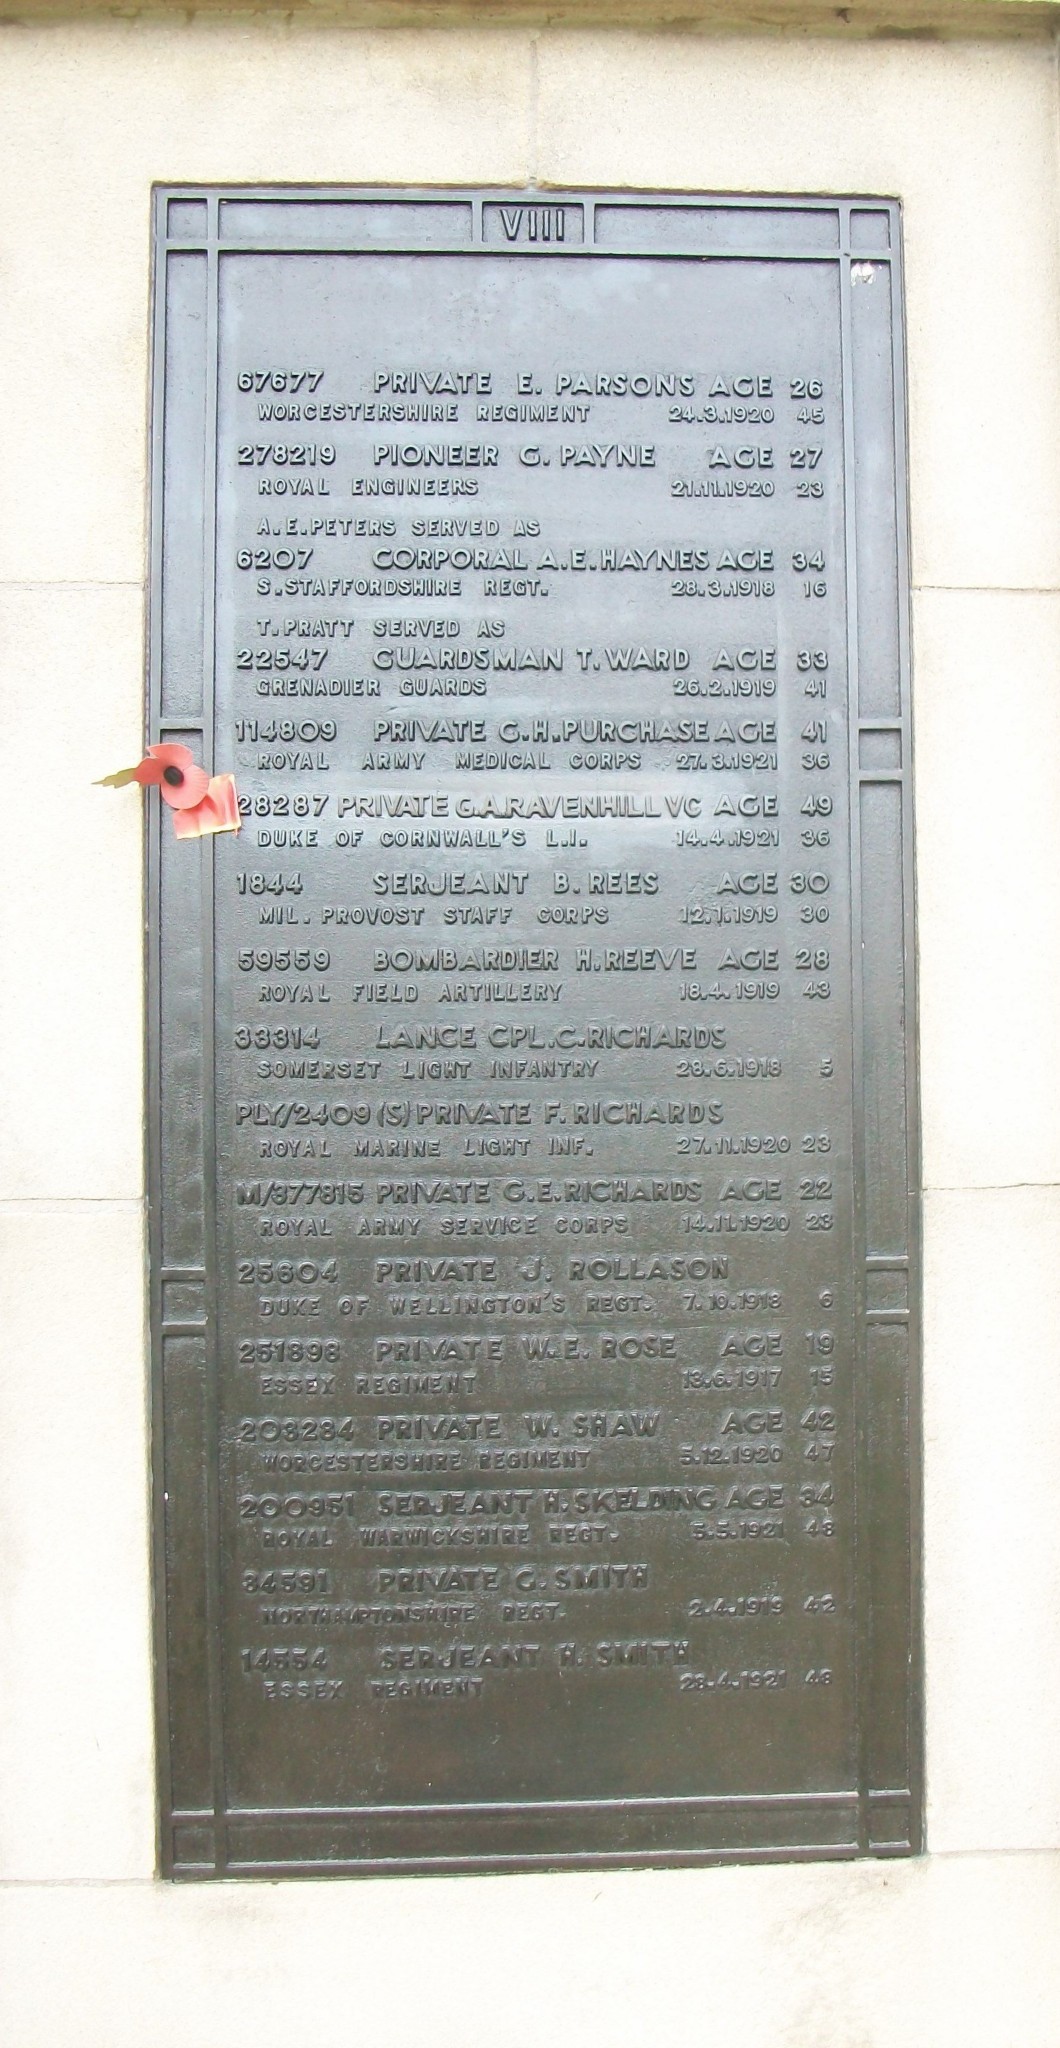 VIII
67677 PRIVATE E. PARSONS AGE 26
WORCESTERSHIRE REGIMENT 24.3.1920 45
278219 PIONEER G. PAYNE AGE 27
ROYAL ENGINEERS 21.11.1920 23
A.E.PETERS SERVED AS
6207 CORPORAL A.E.HAYNES AGE 34
S.STAFFORDSHIRE REGT. 28.3.1918 16
T.PRATT SERVED AS
22547 GUARDSMAN T.WARD AGE 33
GRENADIER GUARDS 26.2.1919 41
114809 PRIVATE G.H.PURCHASE AGE 41
ROYAL ARMY MEDICAL CORPS 27.3.1921 36
28287 PRIVATE G.A.RAVENHILL VC AGE 49
DUKE OF CORNWALL'S L.I. 14.4.1921 36
1844 SERJEANT B. REES AGE 30
MIL. PROVOST STAFF CORPS 12.1.1919 30
59559 BOMBARDIER H.REEVE AGE 28
ROYAL FIELD ARTILLERY 18.4.1919 43
33314 LANCE CPL.C.RICHARDS
SOMERSET LIGHT INFANTRY 28.6.1918 5
PLY/2409(S) PRIVATE F. RICHARDS
ROYAL MARINE LIGHT INF. 27.11.1920 23
M/377815 PRIVATE G.E.RICHARDS AGE 22
ROYAL ARMY SERVICE CORPS 14.11.1920 23
25604 PRIVATE J. ROLLASON
DUKE OF WELLINGTON'S REGT. 7.10.1918 6
251898 PRIVATE W.E. ROSE AGE 19
ESSEX REGIMENT 13.6.1917 15
203284 PRIVATE W. SHAW AGE 42
WORCESTERSHIRE REGIMENT 5.12.1920 47
200951 SERJEANT H.SKELDING AGE 34
ROYAL WARWICKSHIRE REGT. 5.5.1921 48
34591 PRIVATE G. SMITH
NORTHAMPTONSHIRE REGT. 2.4.1919 42
14554 SERJEANT H. SMITH
ESSEX REGIMENT 28.4.1921 48